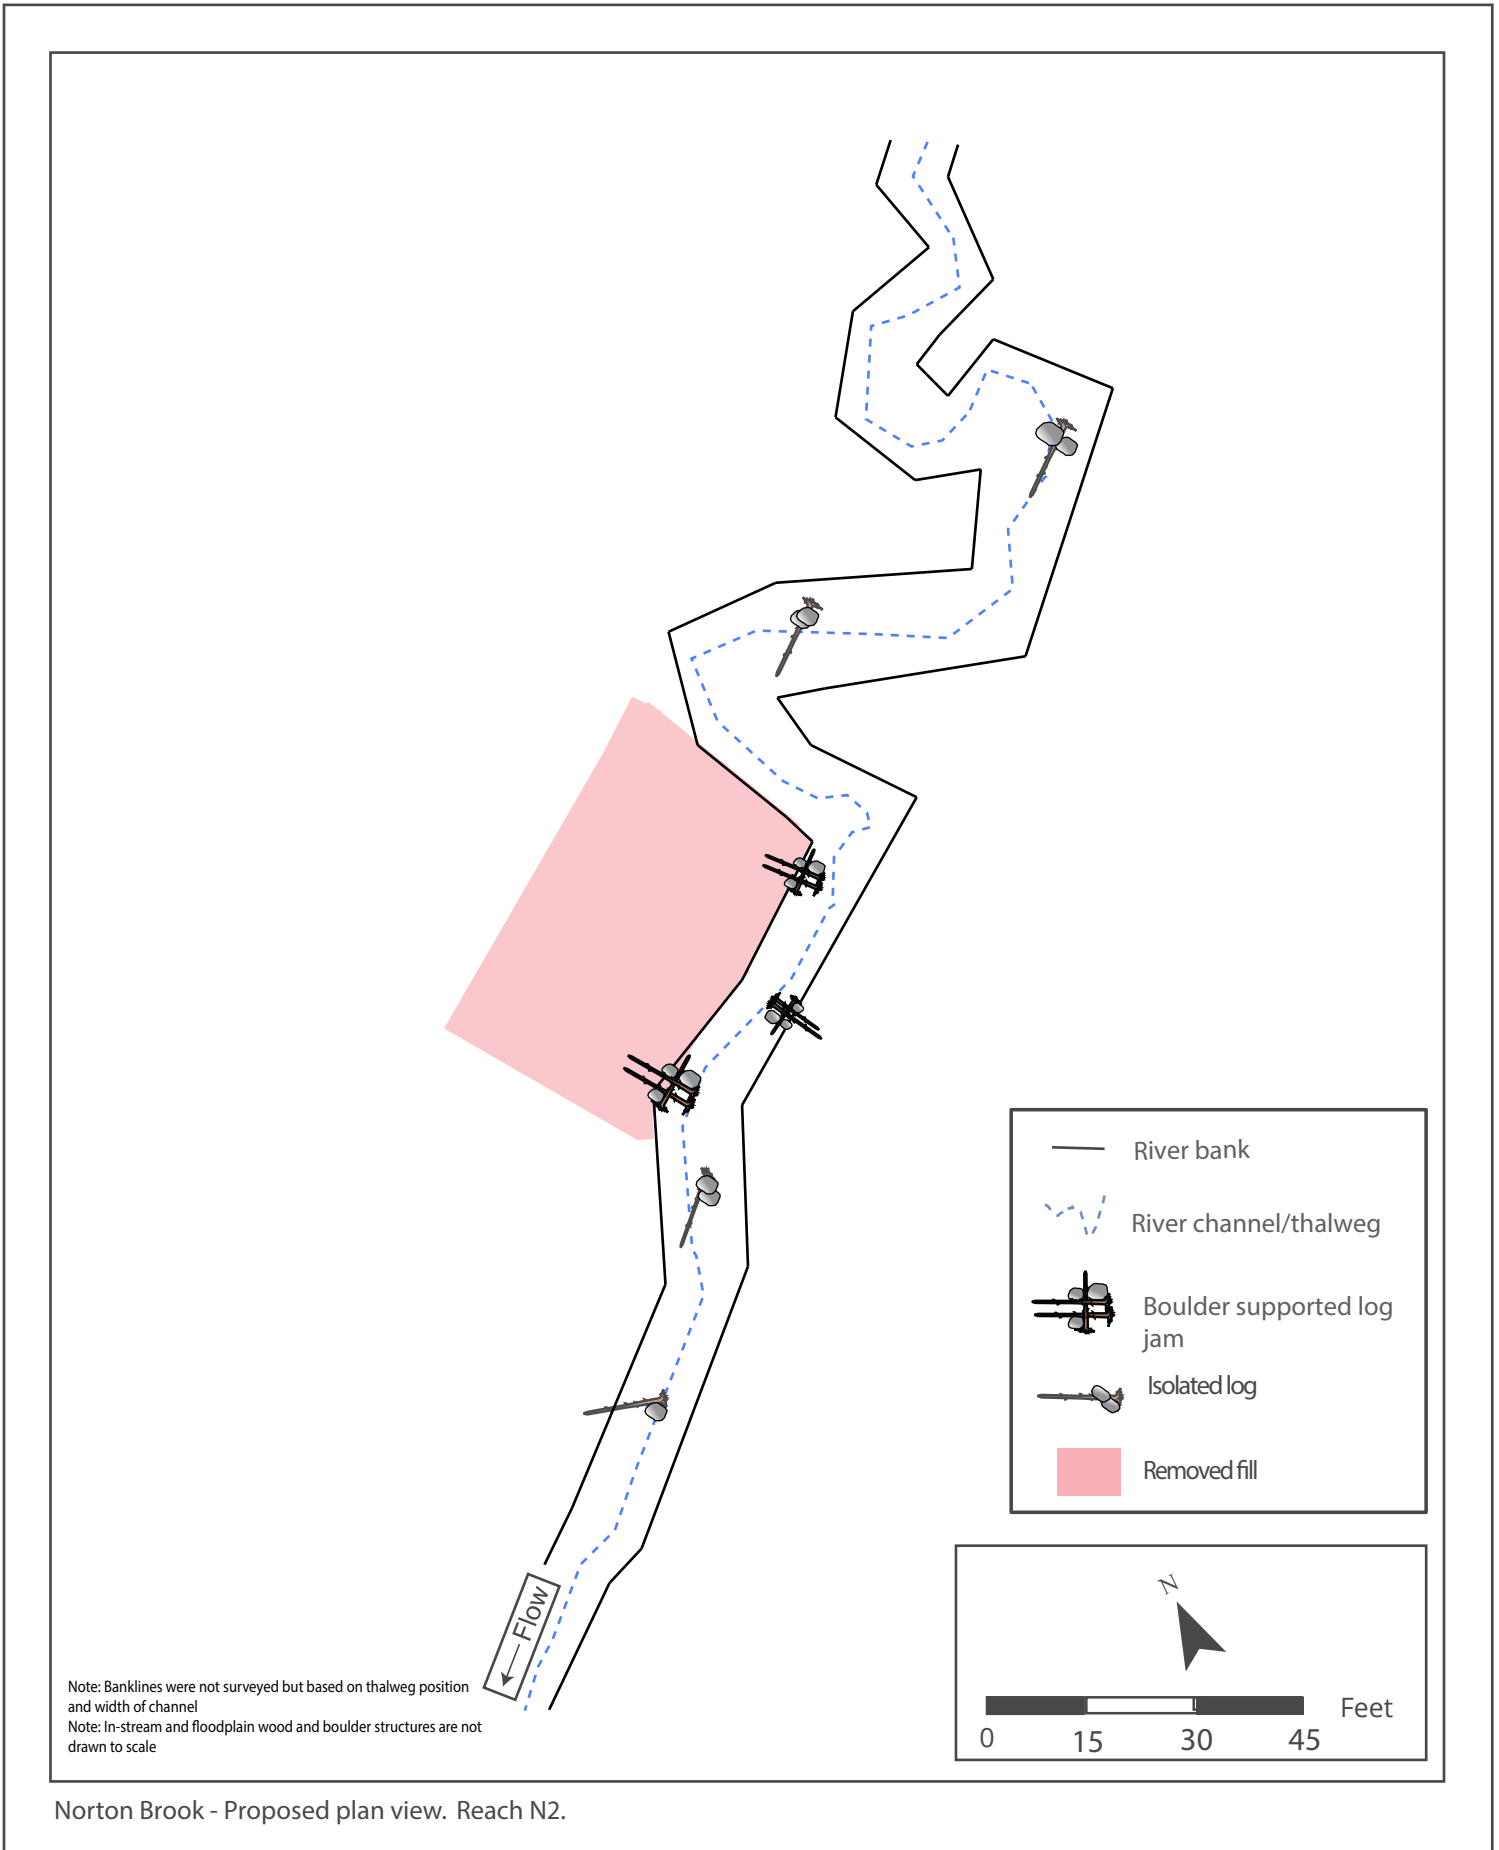 River bank
River channel/thalweg
Boulder supported log
jam
Isolated log
Removed fill
← Flow
N
Feet
0 15 30 45
Note: Banklines were not surveyed but based on thalweg position
and width of channel
Note: In-stream and floodplain wood and boulder structures are not
drawn to scale
Norton Brook - Proposed plan view. Reach N2.